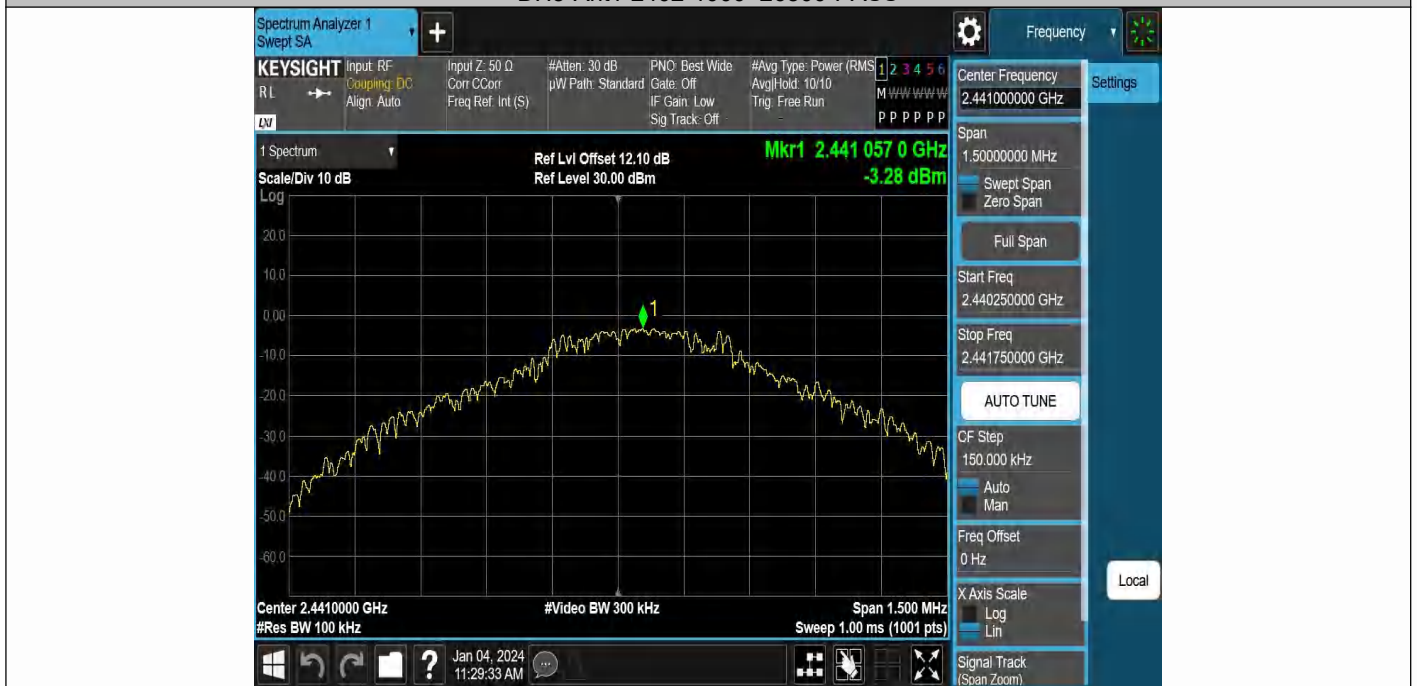 Spectrum Analyzer 1
Swept SA
+
Frequency
KEYSIGHT
RL
LXI
Input: RF
Coupling: DC
Align: Auto
Input Z: 50 Ω
Corr CCorr
Freq Ref: Int (S)
#Atten: 30 dB
µW Path: Standard
PNO: Best Wide
Gate: Off
IF Gain: Low
Sig Track: Off
#Avg Type: Power (RMS
Avg|Hold: 10/10
Trig: Free Run
1 2 3 4 5 6
M W W W W W
P P P P P P
1 Spectrum
Scale/Div 10 dB
Log
Ref Lvl Offset 12.10 dB
Ref Level 30.00 dBm
Mkr1 2.441 057 0 GHz
-3.28 dBm
20.0
10.0
0.00
-10.0
-20.0
-30.0
-40.0
-50.0
-60.0
1
Center 2.4410000 GHz
#Res BW 100 kHz
#Video BW 300 kHz
Span 1.500 MHz
Sweep 1.00 ms (1001 pts)
Center Frequency
2.441000000 GHz
Settings
Span
1.50000000 MHz
Swept Span
Zero Span
Full Span
Start Freq
2.440250000 GHz
Stop Freq
2.441750000 GHz
AUTO TUNE
CF Step
150.000 kHz
Auto
Man
Freq Offset
0 Hz
X Axis Scale
Log
Lin
Signal Track
(Span Zoom)
Local
?
Jan 04, 2024
11:29:33 AM